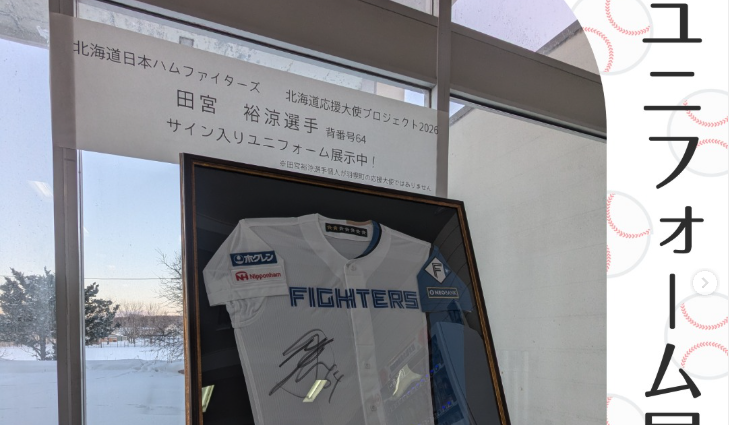 北海道日本ハムファイターズ　北海道応援大使プロジェクト2026
田宮　裕涼選手 背番号64
サイン入りユニフォーム展示中！
ホクレン
Nipponham
FIGHTERS
F
64
ユニフォーム